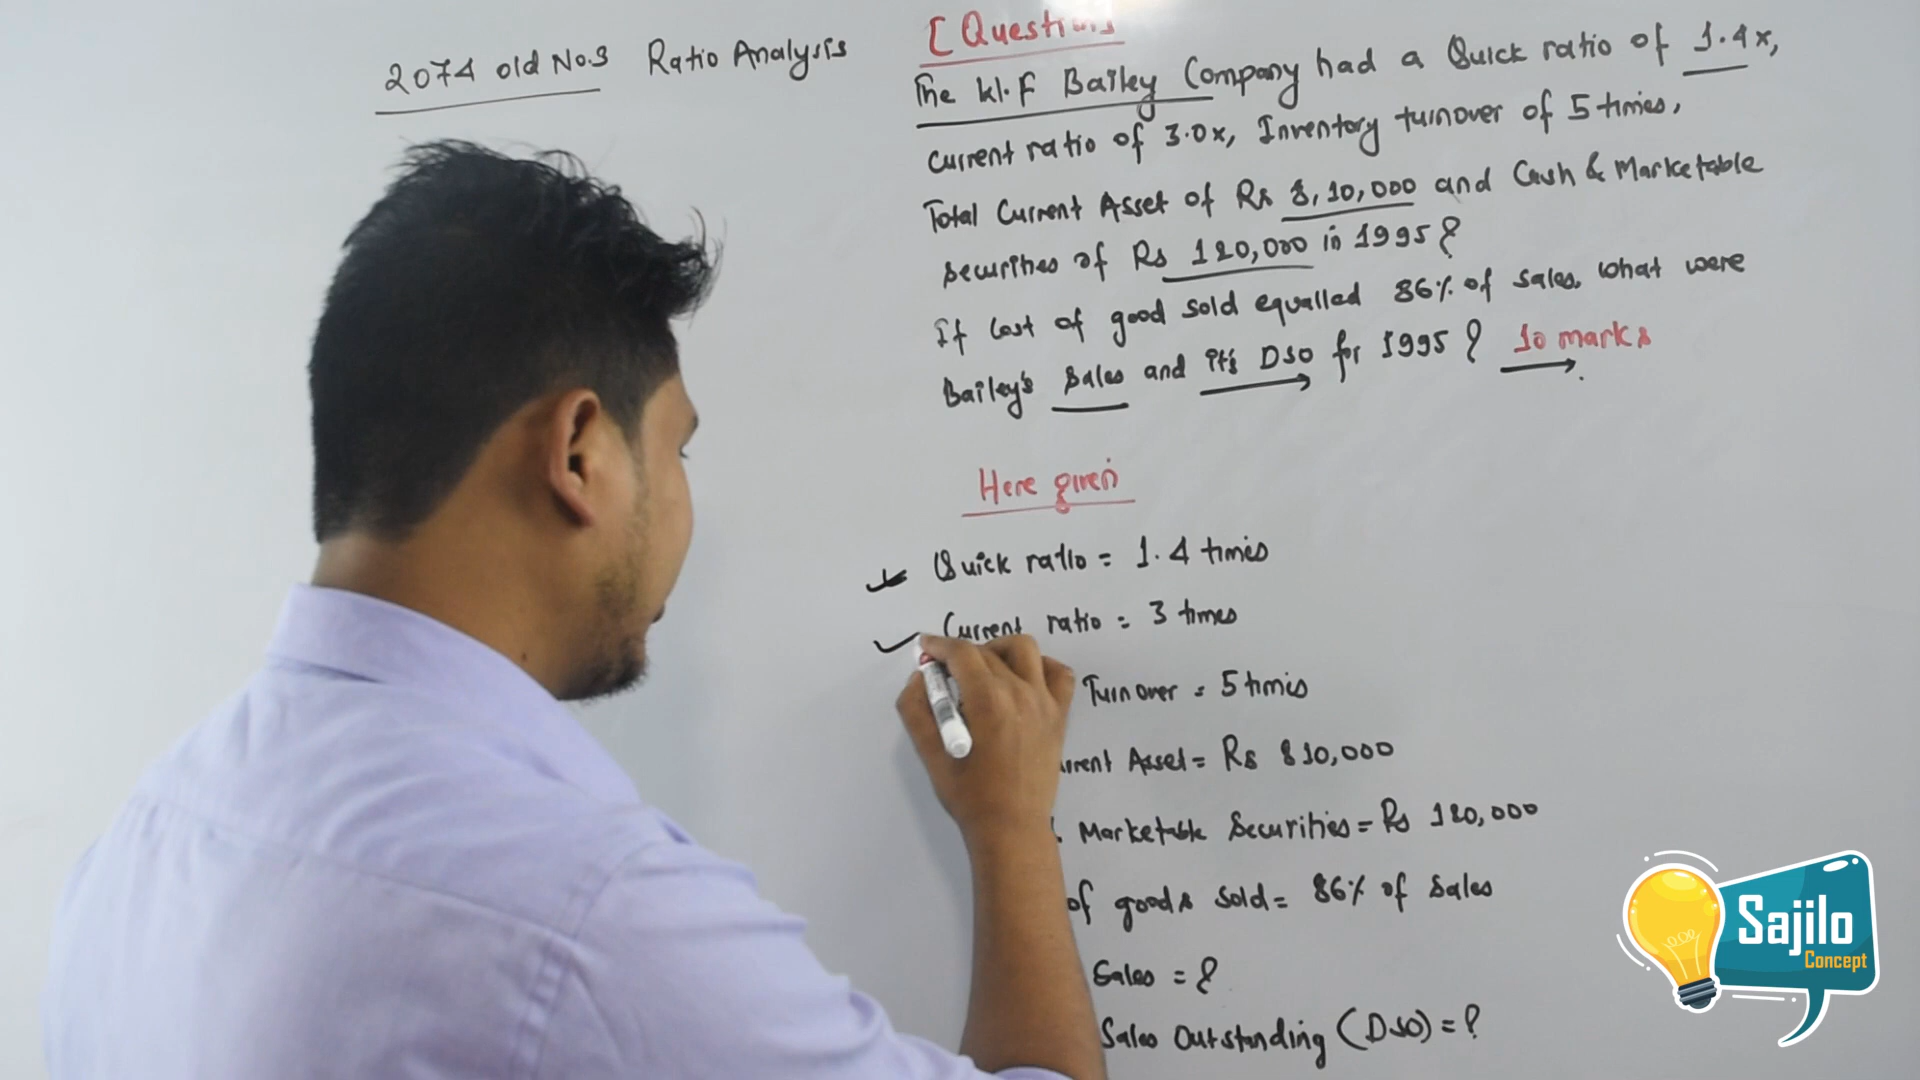 2074 old No.3 Ratio Analysis
[Questions
The W.F Bailey Company had a Quick ratio of 1.4x,
current ratio of 3.0x, Inventory turnover of 5 times,
Total Current Asset of Rs 8,10,000 and Cash & Marketable
securities of Rs 120,000 in 1995?
If Cost of good sold equalled 86% of sales. what were
Bailey's Sales and it's DSO for 1995? 10 marks
Here given
Quick ratio = 1.4 times
Current ratio = 3 times
Turnover = 5 times
Asset = Rs 810,000
Marketable Securities = Rs 120,000
of goods sold = 86% of Sales
Sales = ?
Sales Outstanding (DSO) = ?
Sajilo
Concept